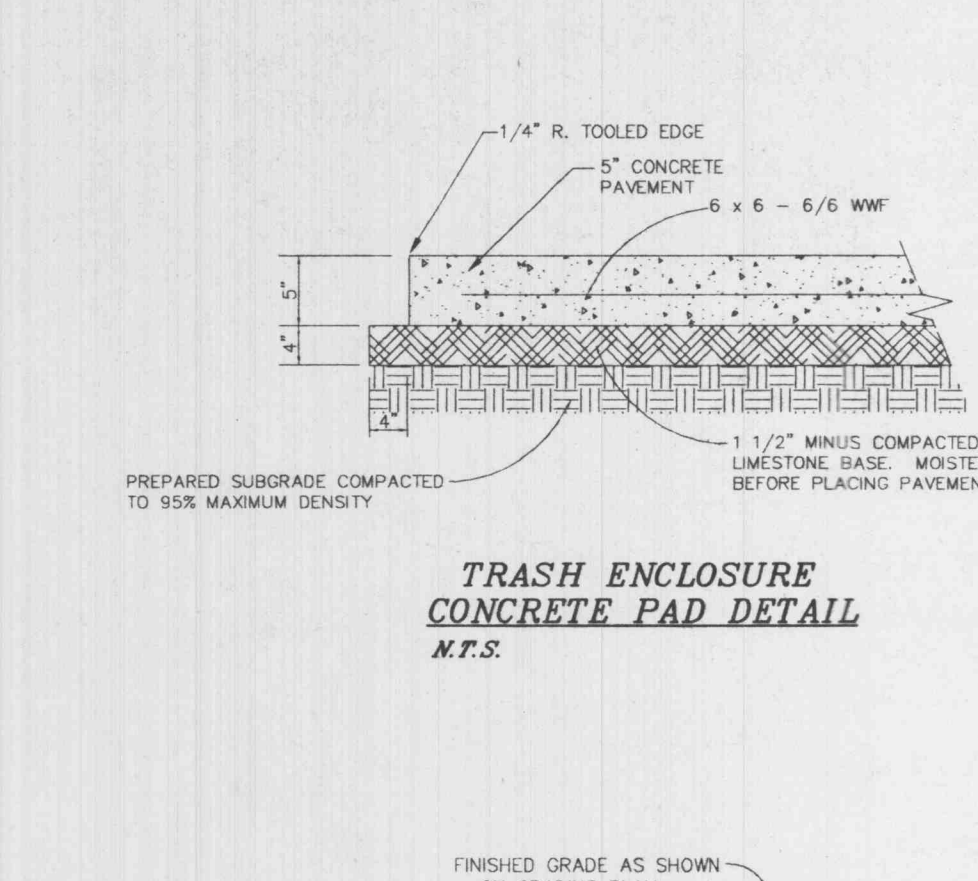 1/4" R. TOOLED EDGE
5" CONCRETE
PAVEMENT
6 x 6 - 6/6 WWF
5"
4"
4"
1 1/2" MINUS COMPACTED
LIMESTONE BASE. MOISTE
BEFORE PLACING PAVEMEN
PREPARED SUBGRADE COMPACTED
TO 95% MAXIMUM DENSITY
TRASH ENCLOSURE
CONCRETE PAD DETAIL
N.T.S.
FINISHED GRADE AS SHOWN